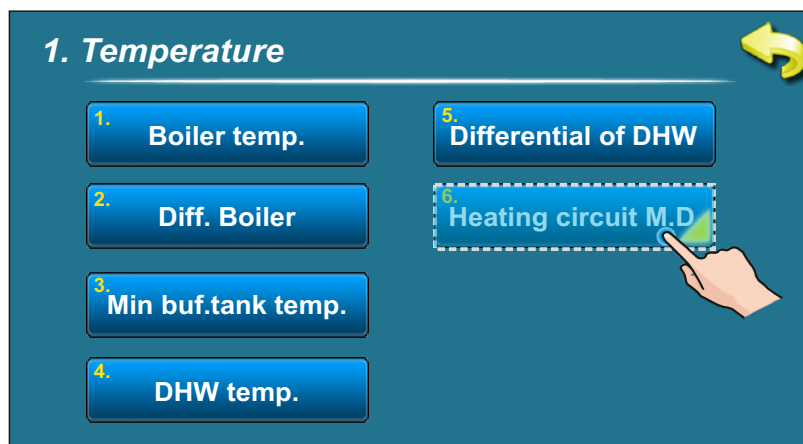 1. Temperature
1.
Boiler temp.
2.
Diff. Boiler
3.
Min buf.tank temp.
4.
DHW temp.
5.
Differential of DHW
6.
Heating circuit M.D